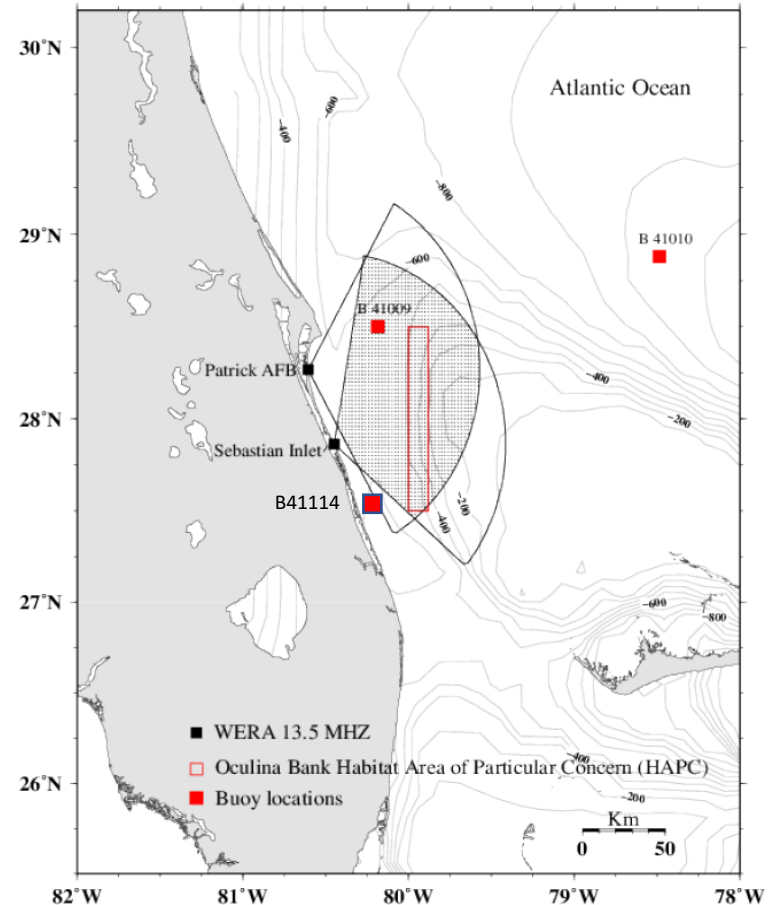 30°N
Atlantic Ocean
-600
-400
-800
29°N
B 41010
-600
B 41009
Patrick AFB
-400
28°N
-200
Sebastian Inlet
-200
B41114
-400
27°N
-600
-800
WERA 13.5 MHZ
-400
Oculina Bank Habitat Area of Particular Concern (HAPC)
26°N
-200
Buoy locations
Km
0 50
82°W 81°W 80°W 79°W 78°W